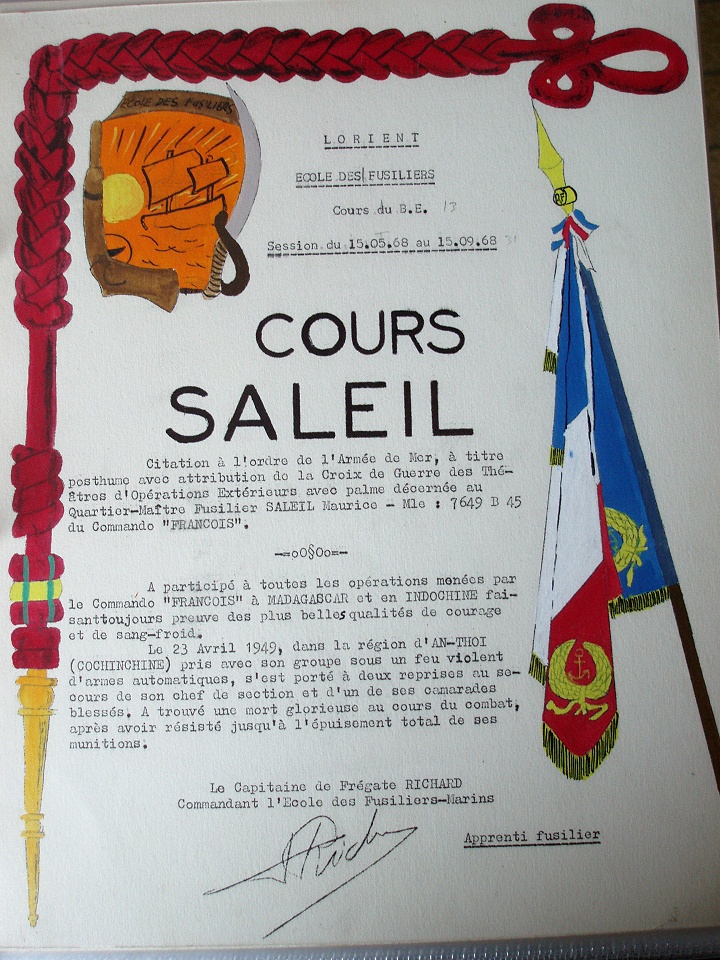 ECOLE DES FUSILIERS
LORIENT
ECOLE DES FUSILIERS
Cours du B.E. 13
Session du 15.05.68 au 15.09.68 31
COURS
SALEIL
Citation à l'ordre de l'Armée de Mer, à titre
posthume avec attribution de la Croix de Guerre des Thé-
âtres d'Opérations Extérieurs avec palme décernée au
Quartier-Maître Fusilier SALEIL Maurice - Mle : 7649 B 45
du Commando "FRANCOIS".
-=oO§Oo=-
A participé à toutes les opérations menées par
le Commando "FRANCOIS" à MADAGASCAR et en INDOCHINE fai-
santtoujours preuve des plus belles qualités de courage
et de sang-froid.
Le 23 Avril 1949, dans la région d'AN-THOI
(COCHINCHINE) pris avec son groupe sous un feu violent
d'armes automatiques, s'est porté à deux reprises au se-
cours de son chef de section et d'un de ses camarades
blessés. A trouvé une mort glorieuse au cours du combat,
après avoir résisté jusqu'à l'épuisement total de ses
munitions.
Le Capitaine de Frégate RICHARD
Commandant l'Ecole des Fusiliers-Marins
Apprenti fusilier